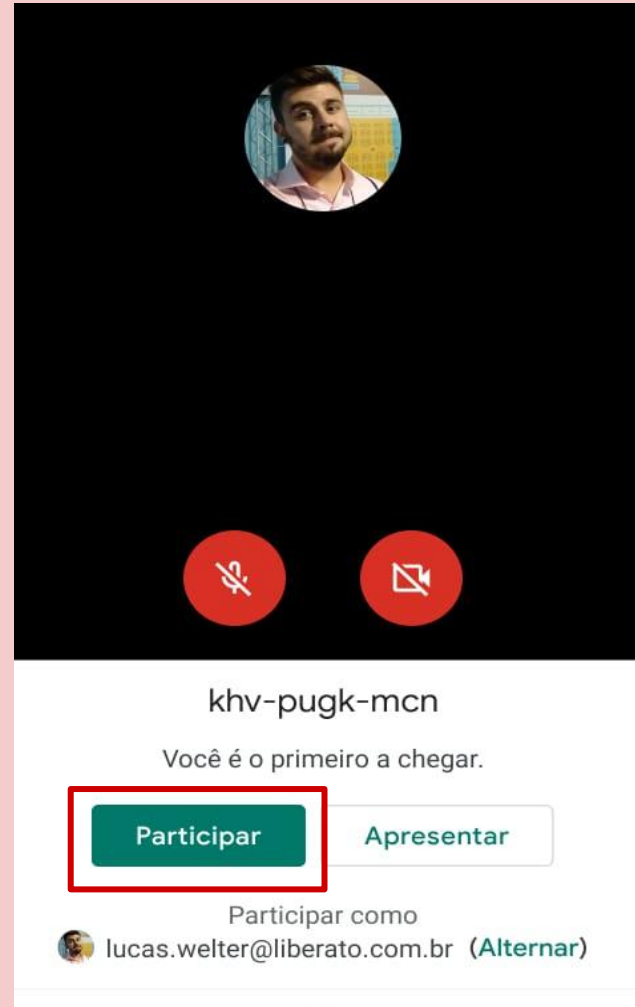 khv-pugk-mcn
Você é o primeiro a chegar.
Participar
Apresentar
Participar como
lucas.welter@liberato.com.br (Alternar)